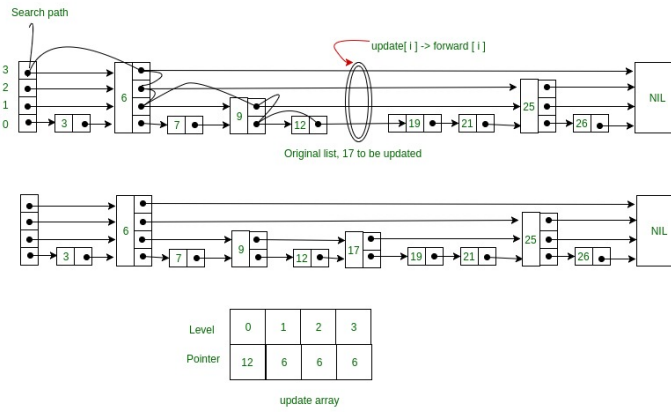 Search path
update[ i ] -> forward [ i ]
3
2
1
0
3
6
7
9
12
19
21
25
26
NIL
Original list, 17 to be updated
3
6
7
9
12
17
19
21
25
26
NIL
Level 0 1 2 3
Pointer 12 6 6 6
update array